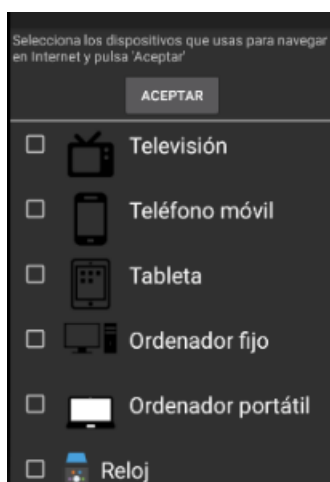 Selecciona los dispositivos que usas para navegar
en Internet y pulsa 'Aceptar'
ACEPTAR
Televisión
Teléfono móvil
Tableta
Ordenador fijo
Ordenador portátil
Reloj